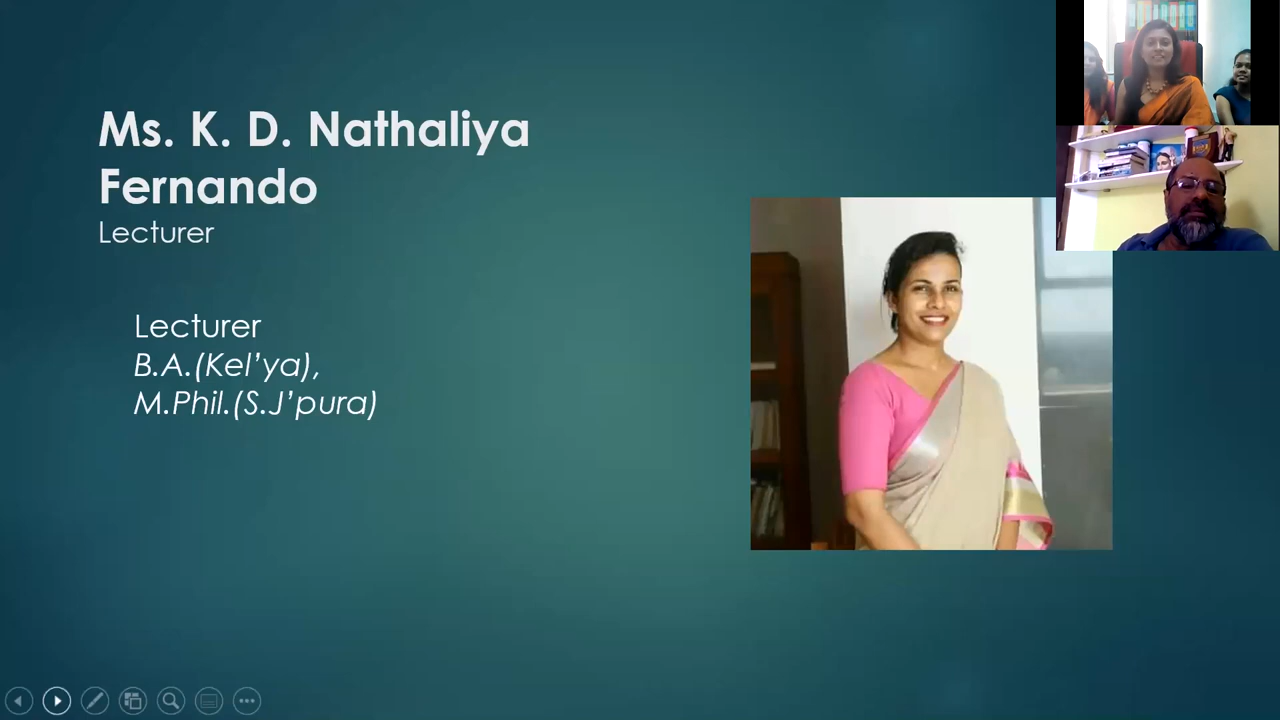 Ms. K. D. Nathaliya
Fernando
Lecturer
Lecturer
B.A.(Kel’ya),
M.Phil.(S.J’pura)